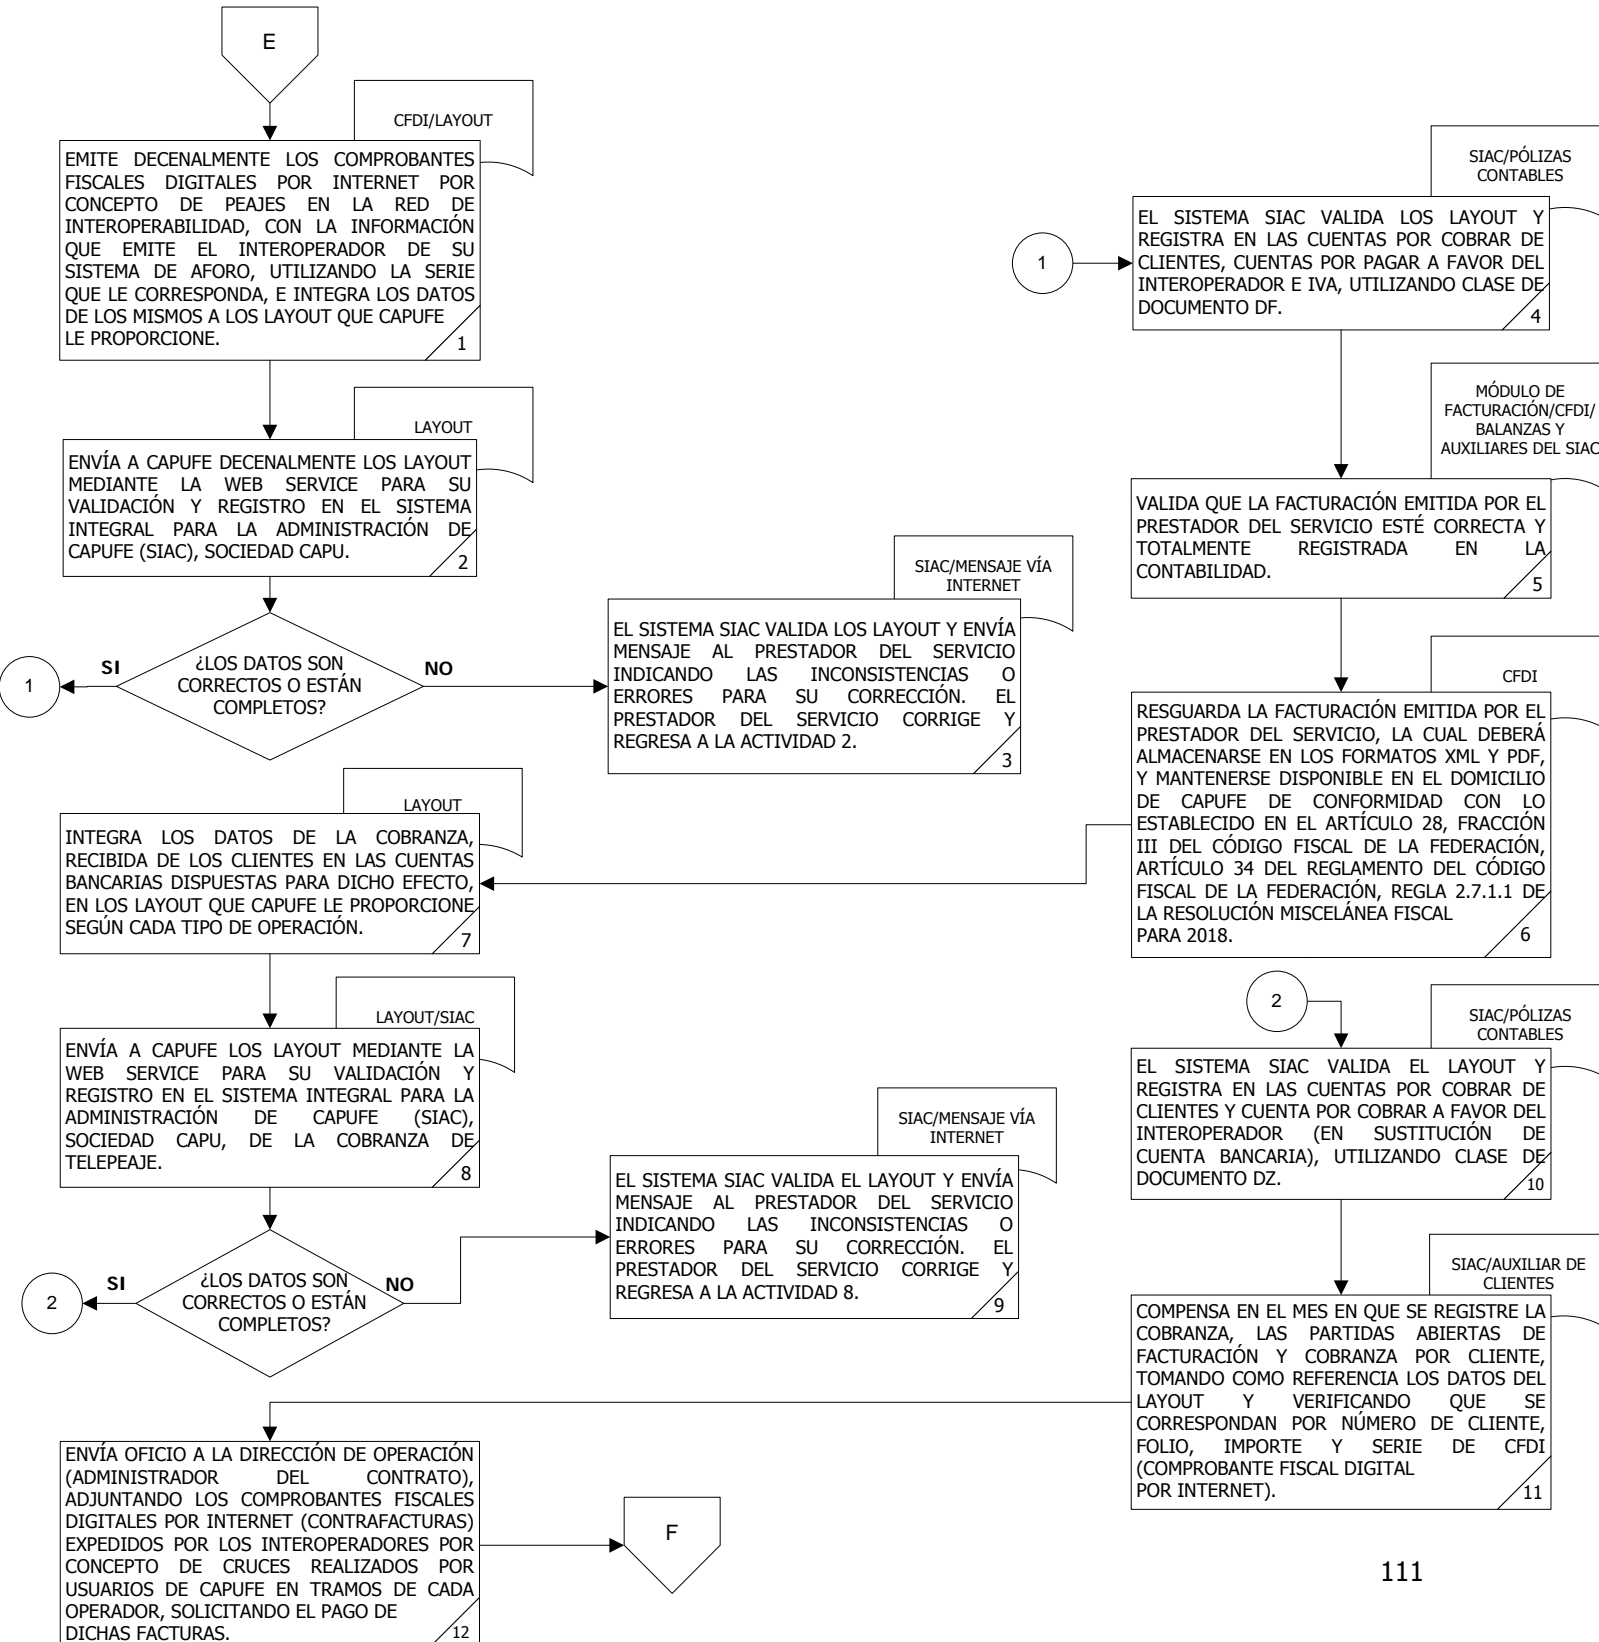 E
CFDI/LAYOUT
EMITE DECENALMENTE LOS COMPROBANTES
FISCALES DIGITALES POR INTERNET POR
CONCEPTO DE PEAJES EN LA RED DE
INTEROPERABILIDAD, CON LA INFORMACIÓN
QUE EMITE EL INTEROPERADOR DE SU
SISTEMA DE AFORO, UTILIZANDO LA SERIE
QUE LE CORRESPONDA, E INTEGRA LOS DATOS
DE LOS MISMOS A LOS LAYOUT QUE CAPUFE
LE PROPORCIONE.
1
LAYOUT
ENVÍA A CAPUFE DECENALMENTE LOS LAYOUT
MEDIANTE LA WEB SERVICE PARA SU
VALIDACIÓN Y REGISTRO EN EL SISTEMA
INTEGRAL PARA LA ADMINISTRACIÓN DE
CAPUFE (SIAC), SOCIEDAD CAPU.
2
¿LOS DATOS SON
CORRECTOS O ESTÁN
COMPLETOS?
SI
1
NO
SIAC/MENSAJE VÍA
INTERNET
EL SISTEMA SIAC VALIDA LOS LAYOUT Y ENVÍA
MENSAJE AL PRESTADOR DEL SERVICIO
INDICANDO LAS INCONSISTENCIAS O
ERRORES PARA SU CORRECCIÓN. EL
PRESTADOR DEL SERVICIO CORRIGE Y
REGRESA A LA ACTIVIDAD 2.
3
1
SIAC/PÓLIZAS
CONTABLES
EL SISTEMA SIAC VALIDA LOS LAYOUT Y
REGISTRA EN LAS CUENTAS POR COBRAR DE
CLIENTES, CUENTAS POR PAGAR A FAVOR DEL
INTEROPERADOR E IVA, UTILIZANDO CLASE DE
DOCUMENTO DF.
4
MÓDULO DE
FACTURACIÓN/CFDI/
BALANZAS Y
AUXILIARES DEL SIAC
VALIDA QUE LA FACTURACIÓN EMITIDA POR EL
PRESTADOR DEL SERVICIO ESTÉ CORRECTA Y
TOTALMENTE REGISTRADA EN LA
CONTABILIDAD.
5
CFDI
RESGUARDA LA FACTURACIÓN EMITIDA POR EL
PRESTADOR DEL SERVICIO, LA CUAL DEBERÁ
ALMACENARSE EN LOS FORMATOS XML Y PDF,
Y MANTENERSE DISPONIBLE EN EL DOMICILIO
DE CAPUFE DE CONFORMIDAD CON LO
ESTABLECIDO EN EL ARTÍCULO 28, FRACCIÓN
III DEL CÓDIGO FISCAL DE LA FEDERACIÓN,
ARTÍCULO 34 DEL REGLAMENTO DEL CÓDIGO
FISCAL DE LA FEDERACIÓN, REGLA 2.7.1.1 DE
LA RESOLUCIÓN MISCELÁNEA FISCAL
PARA 2018.
6
LAYOUT
INTEGRA LOS DATOS DE LA COBRANZA,
RECIBIDA DE LOS CLIENTES EN LAS CUENTAS
BANCARIAS DISPUESTAS PARA DICHO EFECTO,
EN LOS LAYOUT QUE CAPUFE LE PROPORCIONE
SEGÚN CADA TIPO DE OPERACIÓN.
7
LAYOUT/SIAC
ENVÍA A CAPUFE LOS LAYOUT MEDIANTE LA
WEB SERVICE PARA SU VALIDACIÓN Y
REGISTRO EN EL SISTEMA INTEGRAL PARA LA
ADMINISTRACIÓN DE CAPUFE (SIAC),
SOCIEDAD CAPU, DE LA COBRANZA DE
TELEPEAJE.
8
¿LOS DATOS SON
CORRECTOS O ESTÁN
COMPLETOS?
SI
2
NO
SIAC/MENSAJE VÍA
INTERNET
EL SISTEMA SIAC VALIDA EL LAYOUT Y ENVÍA
MENSAJE AL PRESTADOR DEL SERVICIO
INDICANDO LAS INCONSISTENCIAS O
ERRORES PARA SU CORRECCIÓN. EL
PRESTADOR DEL SERVICIO CORRIGE Y
REGRESA A LA ACTIVIDAD 8.
9
2
SIAC/PÓLIZAS
CONTABLES
EL SISTEMA SIAC VALIDA EL LAYOUT Y
REGISTRA EN LAS CUENTAS POR COBRAR DE
CLIENTES Y CUENTA POR COBRAR A FAVOR DEL
INTEROPERADOR (EN SUSTITUCIÓN DE
CUENTA BANCARIA), UTILIZANDO CLASE DE
DOCUMENTO DZ.
10
SIAC/AUXILIAR DE
CLIENTES
COMPENSA EN EL MES EN QUE SE REGISTRE LA
COBRANZA, LAS PARTIDAS ABIERTAS DE
FACTURACIÓN Y COBRANZA POR CLIENTE,
TOMANDO COMO REFERENCIA LOS DATOS DEL
LAYOUT Y VERIFICANDO QUE SE
CORRESPONDAN POR NÚMERO DE CLIENTE,
FOLIO, IMPORTE Y SERIE DE CFDI
(COMPROBANTE FISCAL DIGITAL
POR INTERNET).
11
ENVÍA OFICIO A LA DIRECCIÓN DE OPERACIÓN
(ADMINISTRADOR DEL CONTRATO),
ADJUNTANDO LOS COMPROBANTES FISCALES
DIGITALES POR INTERNET (CONTRAFACTURAS)
EXPEDIDOS POR LOS INTEROPERADORES POR
CONCEPTO DE CRUCES REALIZADOS POR
USUARIOS DE CAPUFE EN TRAMOS DE CADA
OPERADOR, SOLICITANDO EL PAGO DE
DICHAS FACTURAS.
12
F
111